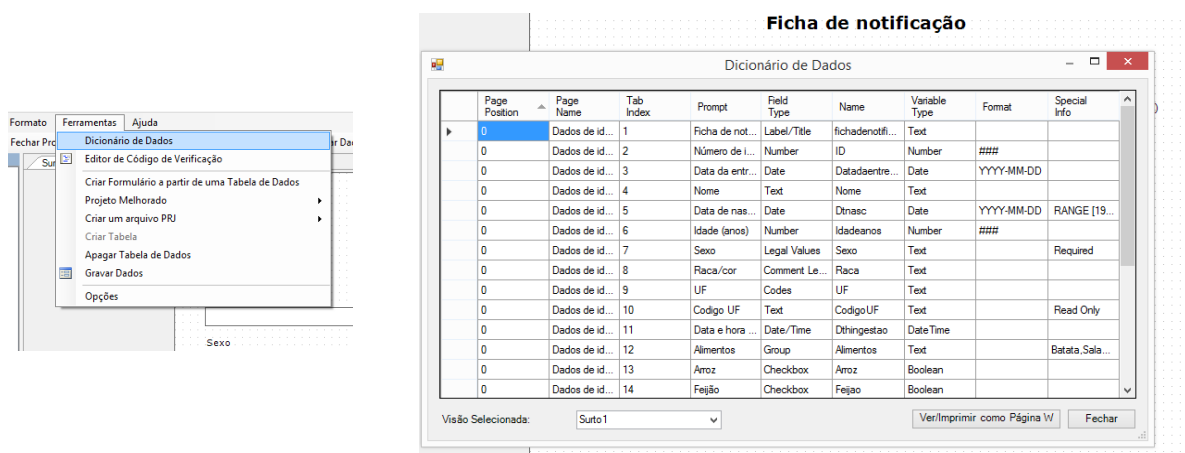 Formato Ferramentas Ajuda
Fechar Pro
Dicionário de Dados
ir Da
Sur
Editor de Código de Verificação
Criar Formulário a partir de uma Tabela de Dados
Projeto Melhorado
Criar um arquivo PRJ
Criar Tabela
Apagar Tabela de Dados
Gravar Dados
Opções
Sexo
Ficha de notificação
Dicionário de Dados
Page Position Page Name Tab Index Prompt Field Type Name Variable Type Format Special Info
0 Dados de id... 1 Ficha de not... Label/Title fichadenotifi... Text
0 Dados de id... 2 Número de i... Number ID Number ###
0 Dados de id... 3 Data da entr... Date Datadaentre... Date YYYY-MM-DD
0 Dados de id... 4 Nome Text Nome Text
0 Dados de id... 5 Data de nas... Date Dtnasc Date YYYY-MM-DD RANGE [19...
0 Dados de id... 6 Idade (anos) Number Idadeanos Number ###
0 Dados de id... 7 Sexo Legal Values Sexo Text Required
0 Dados de id... 8 Raca/cor Comment Le... Raca Text
0 Dados de id... 9 UF Codes UF Text
0 Dados de id... 10 Codigo UF Text CodigoUF Text Read Only
0 Dados de id... 11 Data e hora ... Date/Time Dthingestao DateTime
0 Dados de id... 12 Alimentos Group Alimentos Text Batata,Sala...
0 Dados de id... 13 Arroz Checkbox Arroz Boolean
0 Dados de id... 14 Feijão Checkbox Feijao Boolean
Visão Selecionada: Surto1 Ver/Imprimir como Página W Fechar